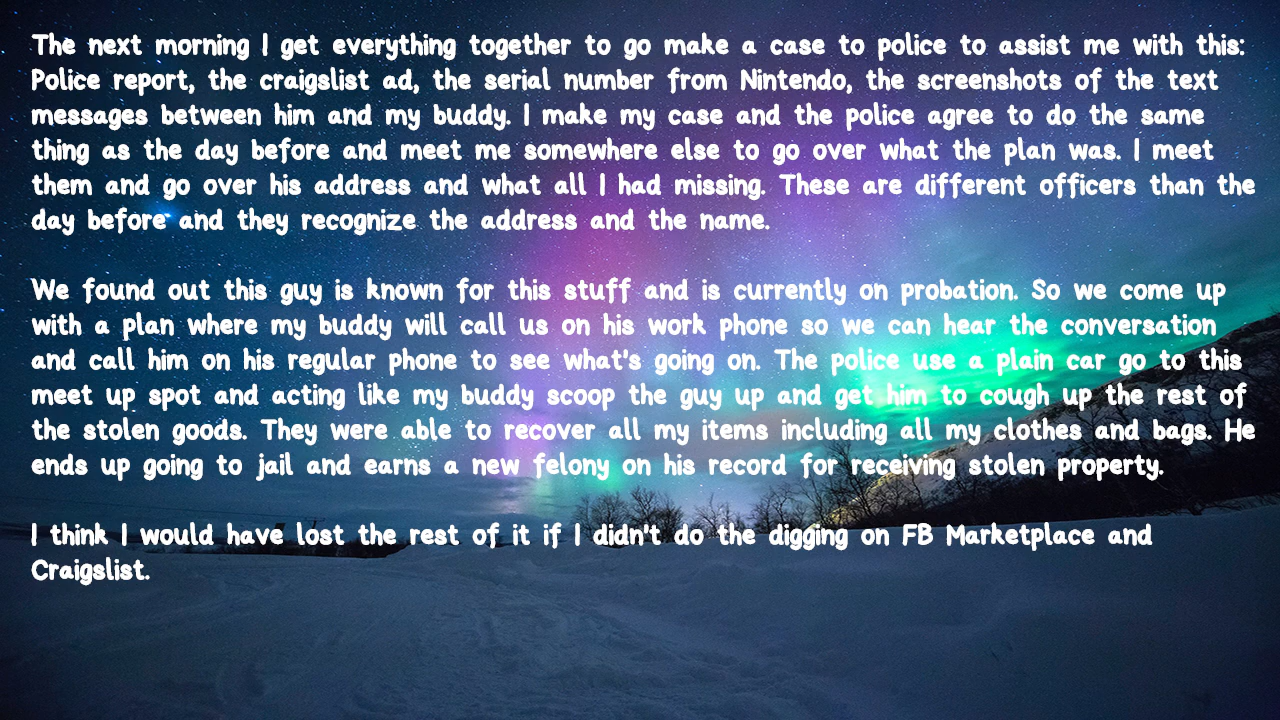 The next morning I get everything together to go make a case to police to assist me with this:
Police report, the craigslist ad, the serial number from Nintendo, the screenshots of the text
messages between him and my buddy. I make my case and the police agree to do the same
thing as the day before and meet me somewhere else to go over what the plan was. I meet
them and go over his address and what all I had missing. These are different officers than the
day before and they recognize the address and the name.
We found out this guy is known for this stuff and is currently on probation. So we come up
with a plan where my buddy will call us on his work phone so we can hear the conversation
and call him on his regular phone to see what's going on. The police use a plain car go to this
meet up spot and acting like my buddy scoop the guy up and get him to cough up the rest of
the stolen goods. They were able to recover all my items including all my clothes and bags. He
ends up going to jail and earns a new felony on his record for receiving stolen property.
I think I would have lost the rest of it if I didn't do the digging on FB Marketplace and
Craigslist.